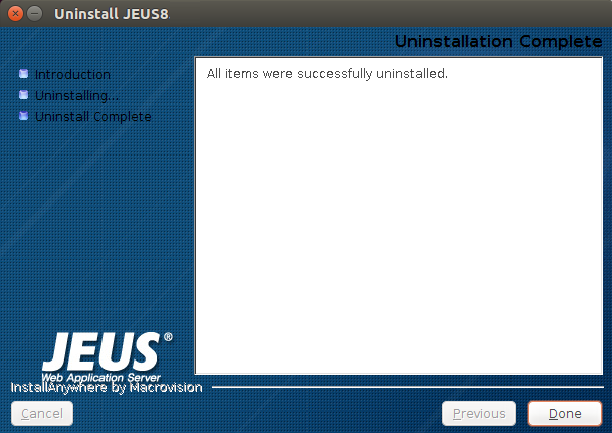 Uninstall JEUS8
Uninstallation Complete
Introduction
Uninstalling...
Uninstall Complete
All items were successfully uninstalled.
JEUS®
Web Application Server
InstallAnywhere by Macrovision
Cancel
Previous
Done